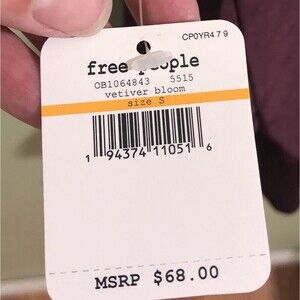 CP0YR479
free people
OB1064843 5515
vetiver bloom
size S
1 94374 11051 6
MSRP $68.00